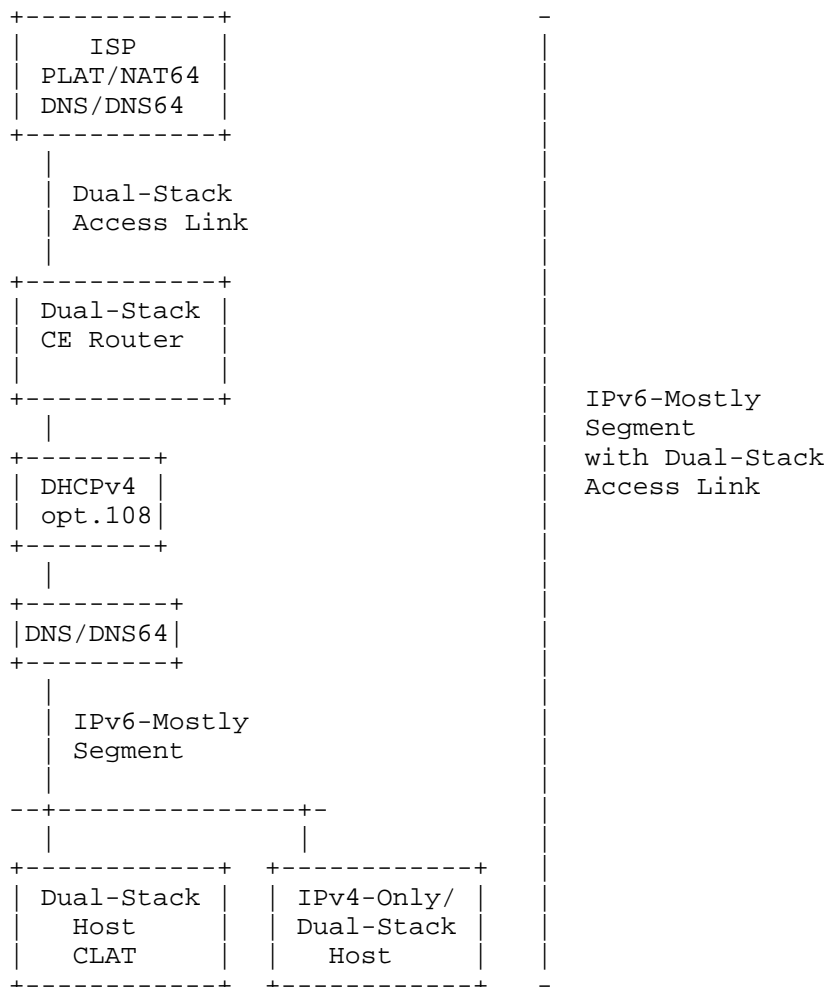 ISP
PLAT/NAT64
DNS/DNS64
Dual-Stack
Access Link
Dual-Stack
CE Router
IPv6-Mostly
Segment
with Dual-Stack
Access Link
DHCPv4
opt.108
DNS/DNS64
IPv6-Mostly
Segment
Dual-Stack
Host
CLAT
IPv4-Only/
Dual-Stack
Host